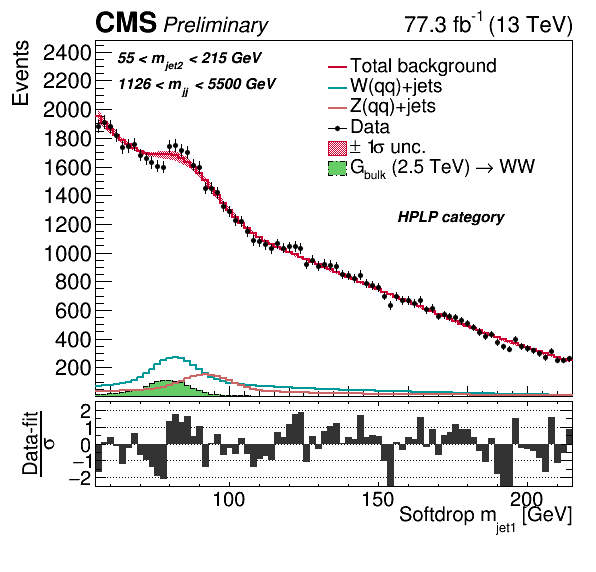 CMS Preliminary 77.3 fb⁻¹ (13 TeV)
Events
2400
2200
2000
1800
1600
1400
1200
1000
800
600
400
200
55 < m_jet2 < 215 GeV
1126 < m_jj < 5500 GeV
Total background
W(qq)+jets
Z(qq)+jets
Data
± 1σ unc.
G_bulk (2.5 TeV) → WW
HPLP category
Data-fit
σ
2
1
0
−1
−2
100 150 200
Softdrop m_jet1 [GeV]